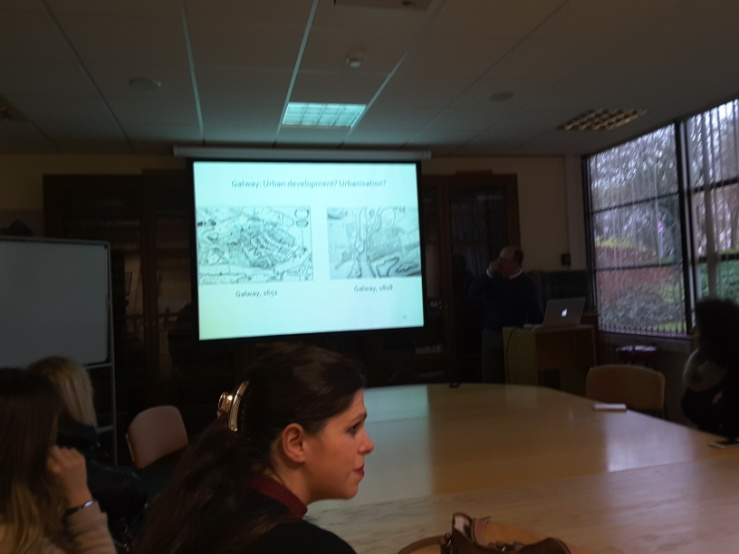 Galway: Urban development? Urbanisation?
Galway, 1651
Galway, 1818